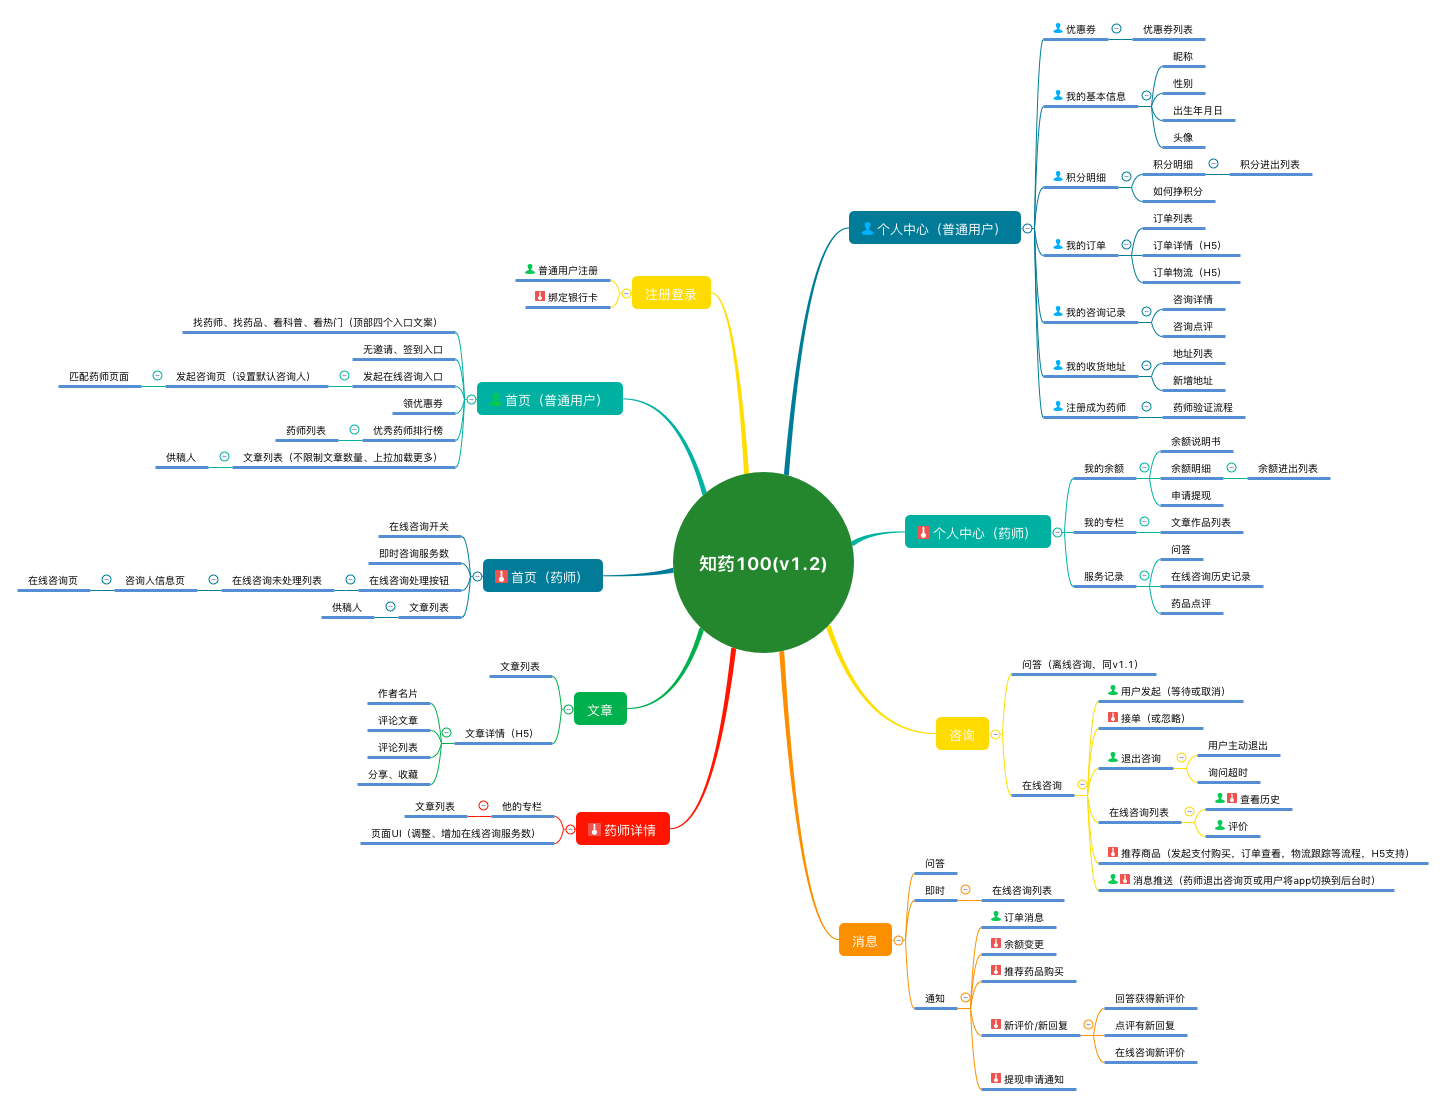 知药100(v1.2)
注册登录
普通用户注册
绑定银行卡
首页（普通用户）
找药师、找药品、看科普、看热门（顶部四个入口文案）
无邀请、签到入口
发起在线咨询入口
发起咨询页（设置默认咨询人）
匹配药师页面
领优惠券
优秀药师排行榜
药师列表
文章列表（不限制文章数量、上拉加载更多）
供稿人
首页（药师）
在线咨询开关
即时咨询服务数
在线咨询处理按钮
在线咨询未处理列表
咨询人信息页
在线咨询页
文章列表
供稿人
文章
文章列表
文章详情（H5）
作者名片
评论文章
评论列表
分享、收藏
药师详情
他的专栏
文章列表
页面UI（调整、增加在线咨询服务数）
个人中心（普通用户）
优惠券
优惠券列表
我的基本信息
昵称
性别
出生年月日
头像
积分明细
积分明细
积分进出列表
如何挣积分
我的订单
订单列表
订单详情（H5）
订单物流（H5）
我的咨询记录
咨询详情
咨询点评
我的收货地址
地址列表
新增地址
注册成为药师
药师验证流程
个人中心（药师）
我的余额
余额说明书
余额明细
余额进出列表
申请提现
我的专栏
文章作品列表
服务记录
问答
在线咨询历史记录
药品点评
咨询
问答（离线咨询，同v1.1）
在线咨询
用户发起（等待或取消）
接单（或忽略）
退出咨询
用户主动退出
询问超时
在线咨询列表
查看历史
评价
推荐商品（发起支付购买，订单查看，物流跟踪等流程，H5支持）
消息推送（药师退出咨询页或用户将app切换到后台时）
消息
问答
即时
在线咨询列表
通知
订单消息
余额变更
推荐药品购买
新评价/新回复
回答获得新评价
点评有新回复
在线咨询新评价
提现申请通知